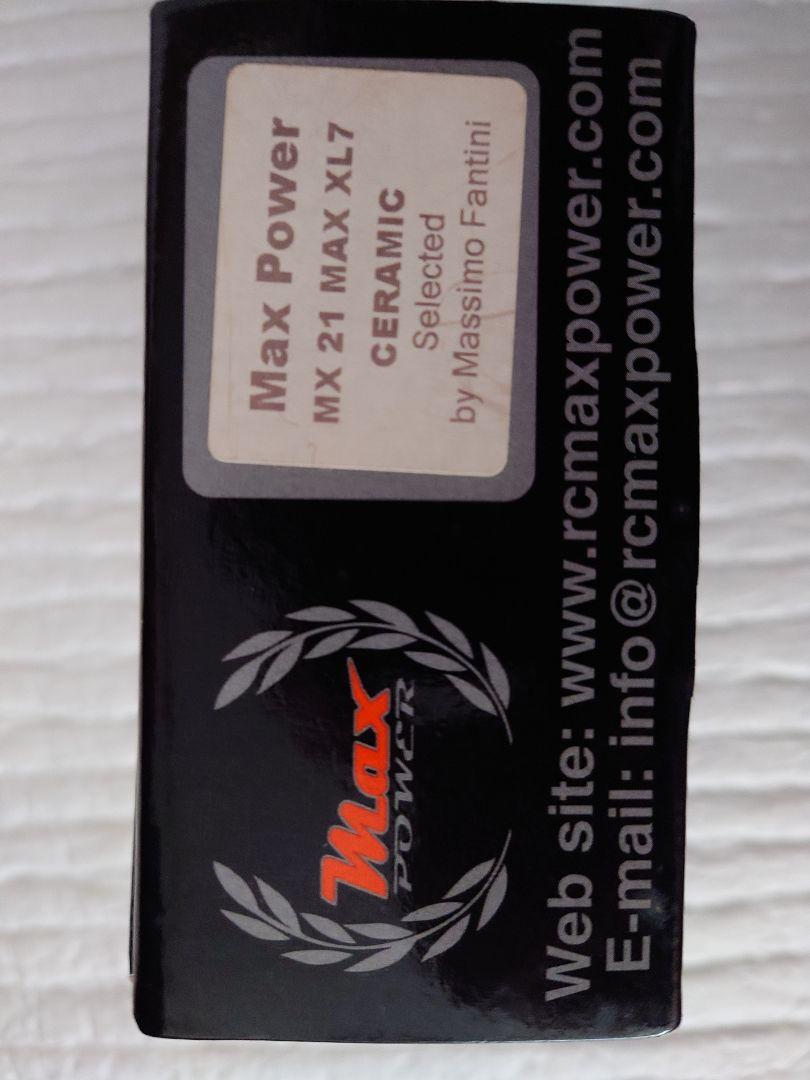 Max
POWER
Max Power
MX 21 MAX XL7
CERAMIC
Selected
by Massimo Fantini
Web site: www.rcmaxpower.com
E-mail: info@rcmaxpower.com